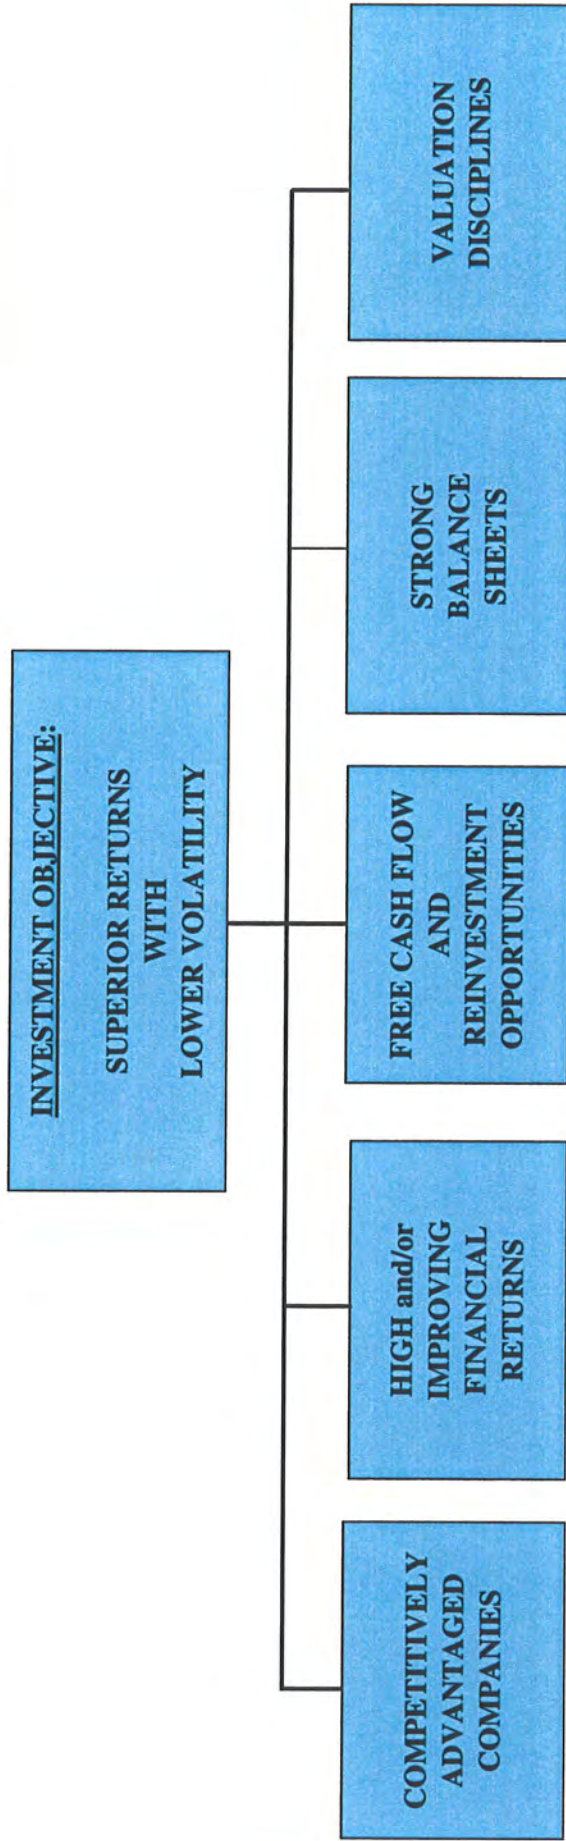 INVESTMENT OBJECTIVE:
SUPERIOR RETURNS
WITH
LOWER VOLATILITY
COMPETITIVELY
ADVANTAGED
COMPANIES
HIGH and/or
IMPROVING
FINANCIAL
RETURNS
FREE CASH FLOW
AND
REINVESTMENT
OPPORTUNITIES
STRONG
BALANCE
SHEETS
VALUATION
DISCIPLINES